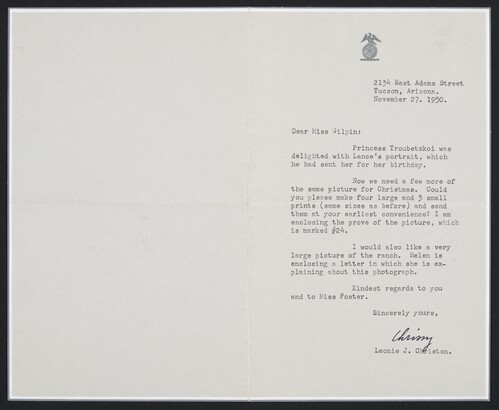 2134 East Adams Street
Tucson, Arizona.
November 27, 1950.
Dear Miss Gilpin:
Princess Troubetzkoi was
delighted with Lance's portrait, which
he had sent her for her birthday.
Now we need a few more of
the same picture for Christmas. Could
you please make four large and 3 small
prints (same sizes as before) and send
them at your earliest convenience? I am
enclosing the prove of the picture, which
is marked #24.
I would also like a very
large picture of the ranch. Helen is
enclosing a letter in which she is ex-
plaining about this photograph.
Kindest regards to you
and to Miss Foster.
Sincerely yours,
Chrissy
Leonie J. Christen.